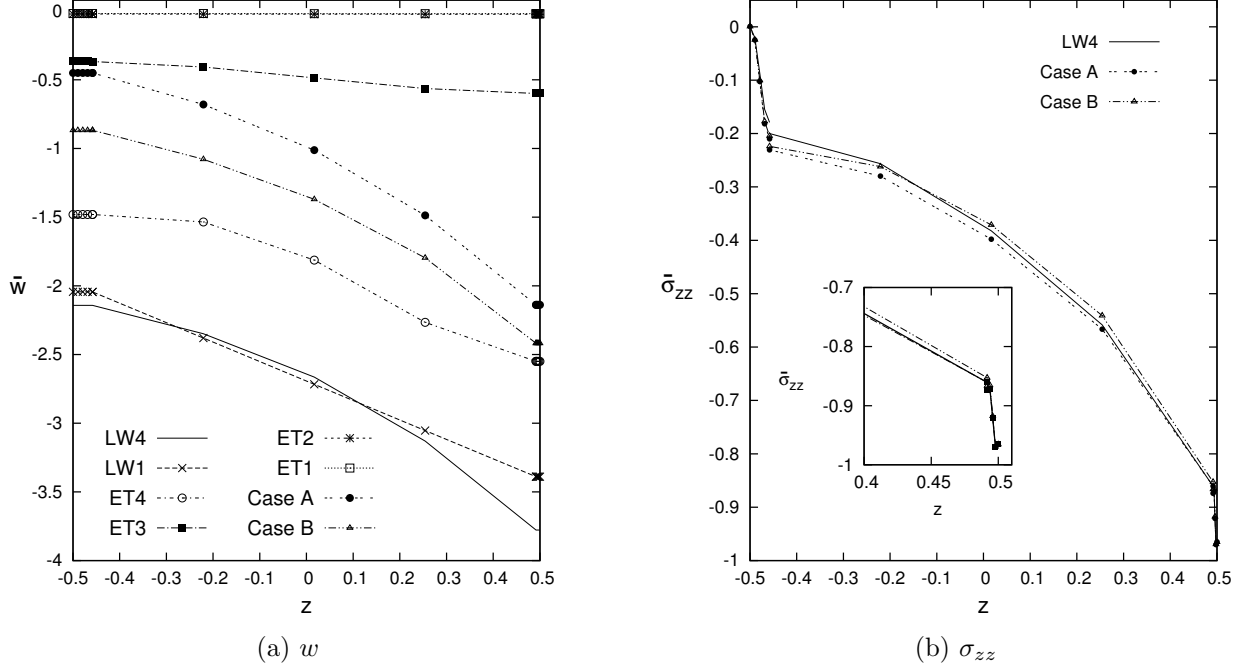 0
-0.5
-1
-1.5
-2
-2.5
-3
-3.5
-4
w̄
-0.5 -0.4 -0.3 -0.2 -0.1 0 0.1 0.2 0.3 0.4 0.5
z
LW4
LW1
ET4
ET3
ET2
ET1
Case A
Case B
(a) w
0
-0.1
-0.2
-0.3
-0.4
-0.5
-0.6
-0.7
-0.8
-0.9
-1
σ̄zz
-0.5 -0.4 -0.3 -0.2 -0.1 0 0.1 0.2 0.3 0.4 0.5
z
LW4
Case A
Case B
-0.7
-0.8
-0.9
-1
σ̄zz
0.4 0.45 0.5
z
(b) σzz